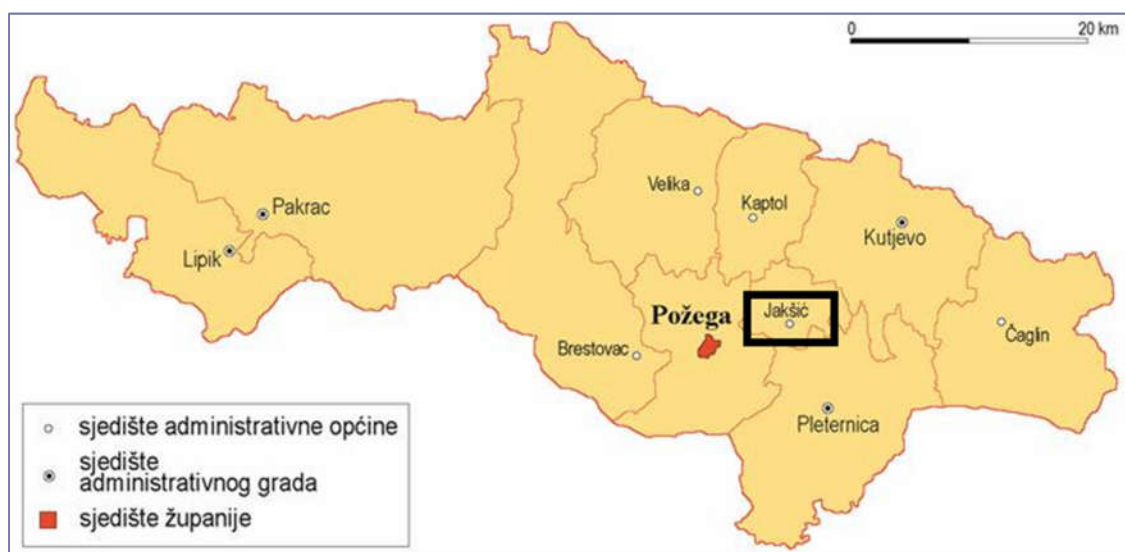 0 20 km
Velika
Kaptol
Pakrac
Kutjevo
Lipik
Požega
Jakšić
Čaglin
Brestovac
Pleternica
sjedište administrativne općine
sjedište
administrativnog grada
sjedište županije